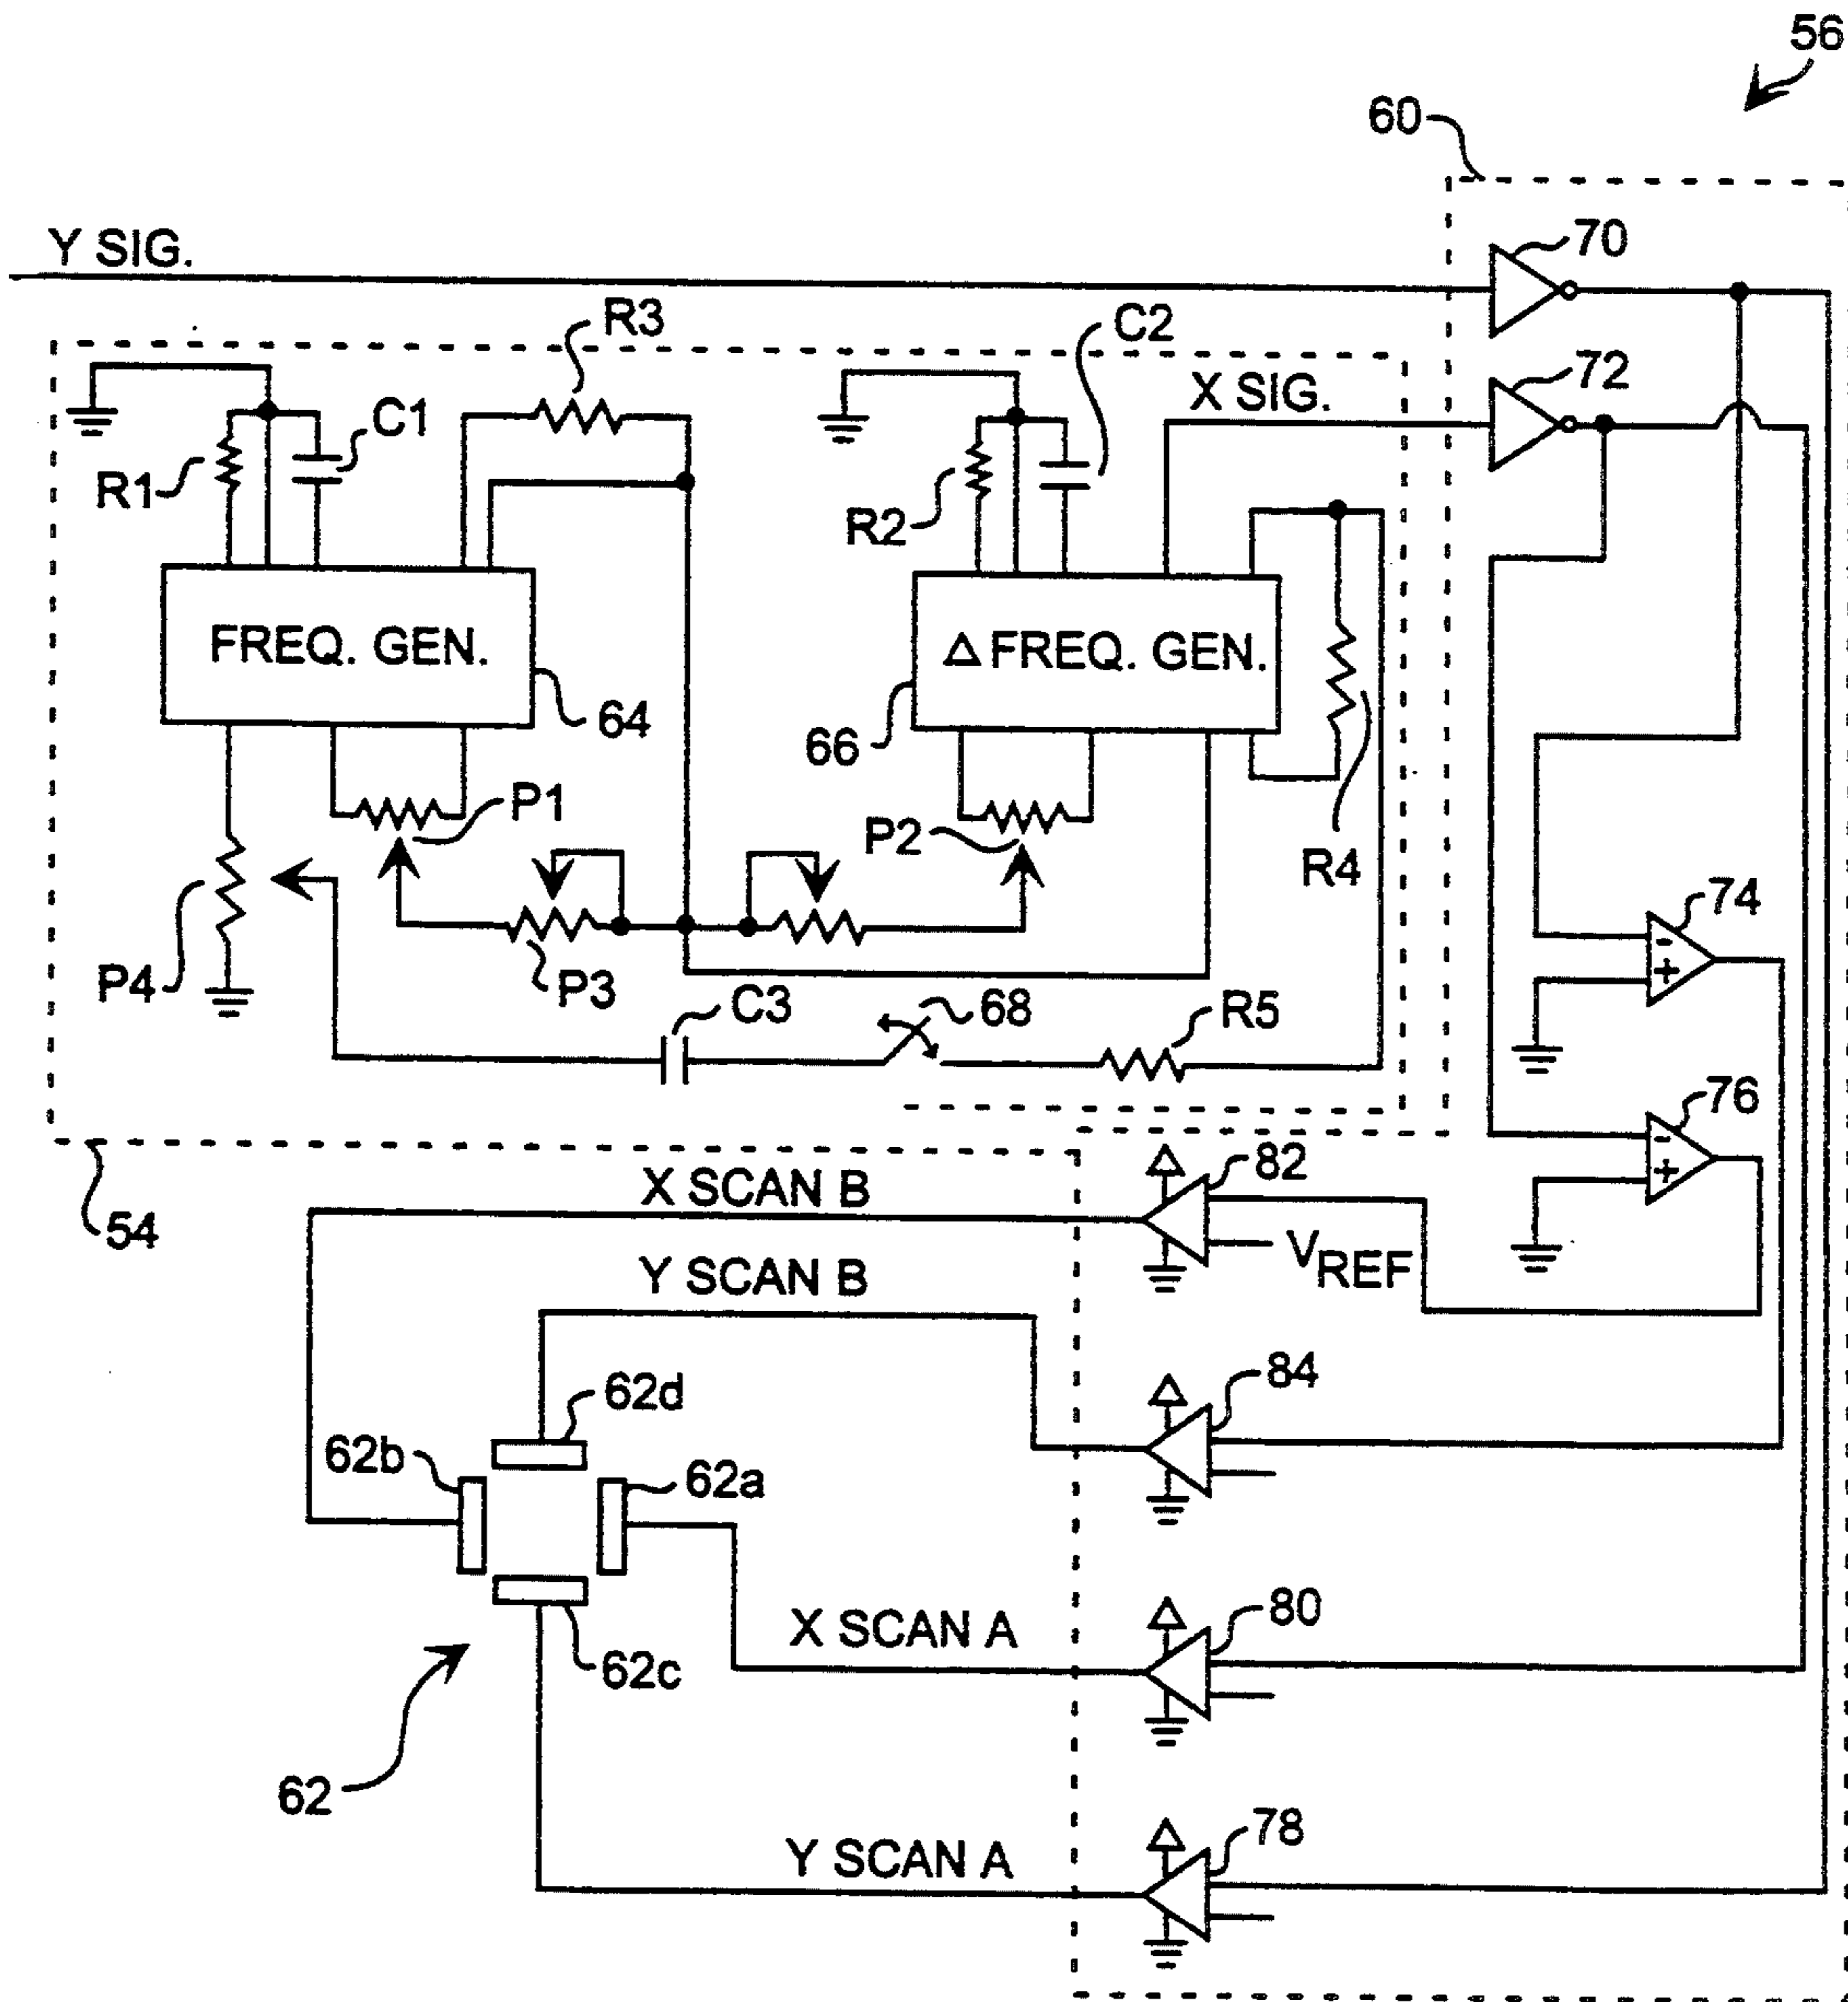 56
60
Y SIG.
70
R3
C2
X SIG.
72
C1
R1
R2
FREQ. GEN.
Δ FREQ. GEN.
64
66
P1
P2
R4
74
-
+
P4
P3
C3
68
R5
76
-
+
82
X SCAN B
54
VREF
Y SCAN B
84
62d
62b
62a
80
X SCAN A
62c
62
78
Y SCAN A